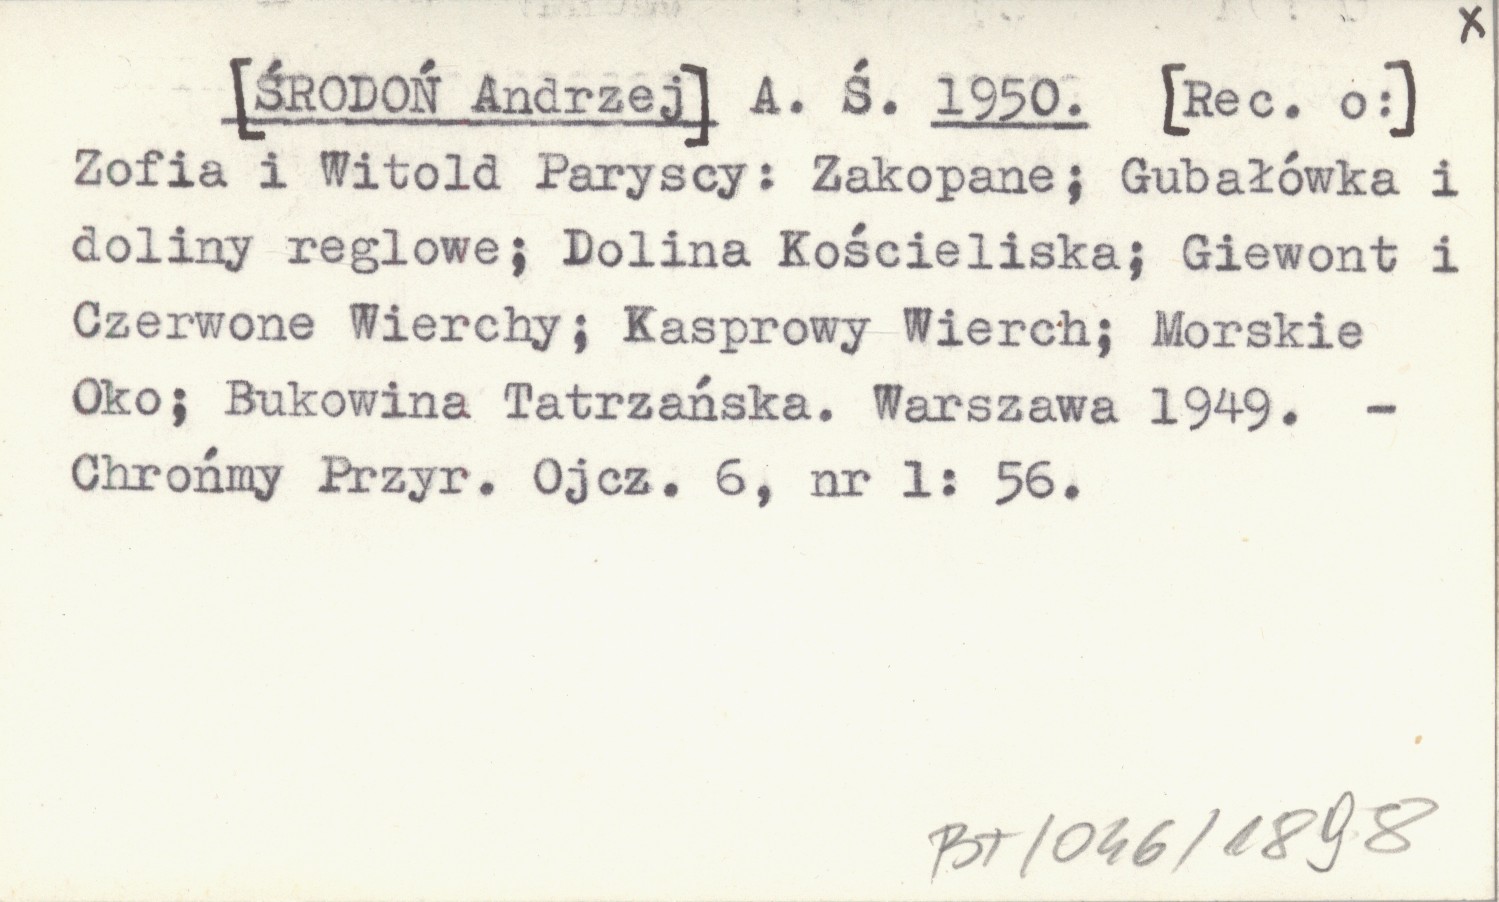 x
[ŚRODOŃ Andrzej] A. Ś. 1950. [Rec. o:]
Zofia i Witold Paryscy: Zakopane; Gubałówka i
doliny reglowe; Dolina Kościeliska; Giewont i
Czerwone Wierchy; Kasprowy Wierch; Morskie
Oko; Bukowina Tatrzańska. Warszawa 1949. -
Chrońmy Przyr. Ojcz. 6, nr 1: 56.
BT/046/1898